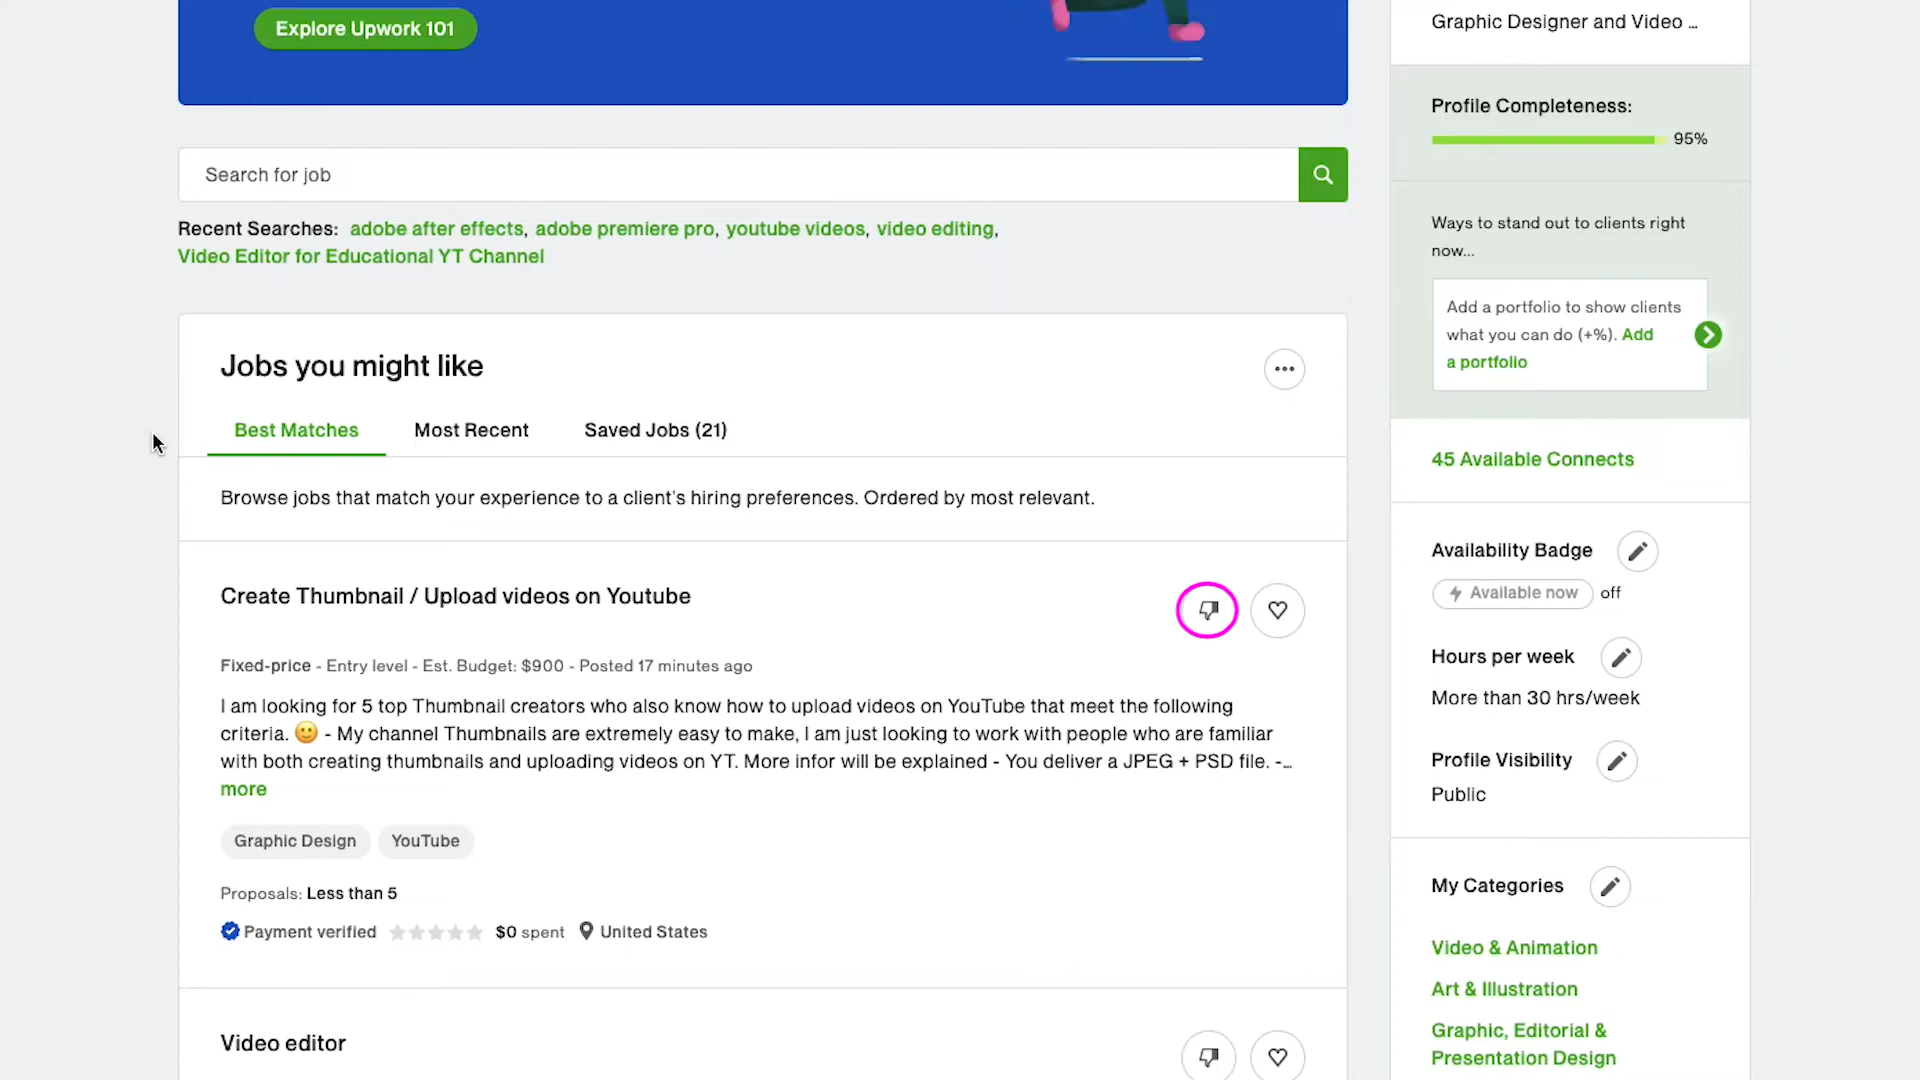 Explore Upwork 101
Search for job
Recent Searches: adobe after effects, adobe premiere pro, youtube videos, video editing,
Video Editor for Educational YT Channel
Jobs you might like
Best Matches
Most Recent
Saved Jobs (21)
Browse jobs that match your experience to a client's hiring preferences. Ordered by most relevant.
Create Thumbnail / Upload videos on Youtube
Fixed-price - Entry level - Est. Budget: $900 - Posted 17 minutes ago
I am looking for 5 top Thumbnail creators who also know how to upload videos on YouTube that meet the following
criteria. 🙂 - My channel Thumbnails are extremely easy to make, I am just looking to work with people who are familiar
with both creating thumbnails and uploading videos on YT. More infor will be explained - You deliver a JPEG + PSD file. -…
more
Graphic Design
YouTube
Proposals: Less than 5
Payment verified
$0 spent
United States
Video editor
Graphic Designer and Video …
Profile Completeness:
95%
Ways to stand out to clients right
now...
Add a portfolio to show clients
what you can do (+%). Add
a portfolio
45 Available Connects
Availability Badge
Available now off
Hours per week
More than 30 hrs/week
Profile Visibility
Public
My Categories
Video & Animation
Art & Illustration
Graphic, Editorial &
Presentation Design